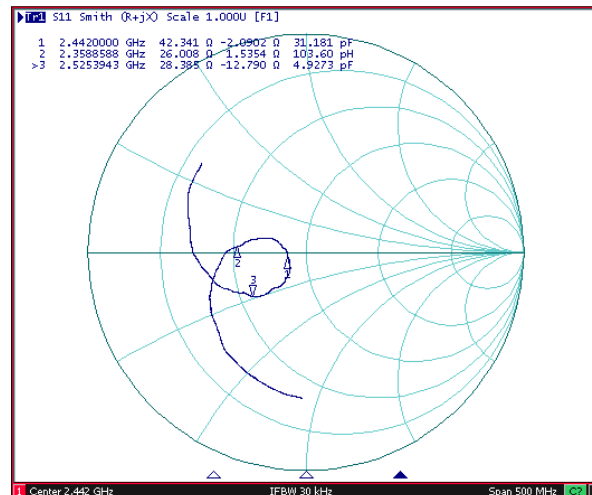 Tr1 S11 Smith (R+jX) Scale 1.000U [F1]
1 2.4420000 GHz 42.341 Ω -2.0902 Ω 31.181 pF
2 2.3588588 GHz 26.008 Ω 1.5354 Ω 103.60 pH
>3 2.5253943 GHz 28.385 Ω -12.790 Ω 4.9273 pF
2
1
3
1 Center 2.442 GHz IFBW 30 kHz Span 500 MHz C?